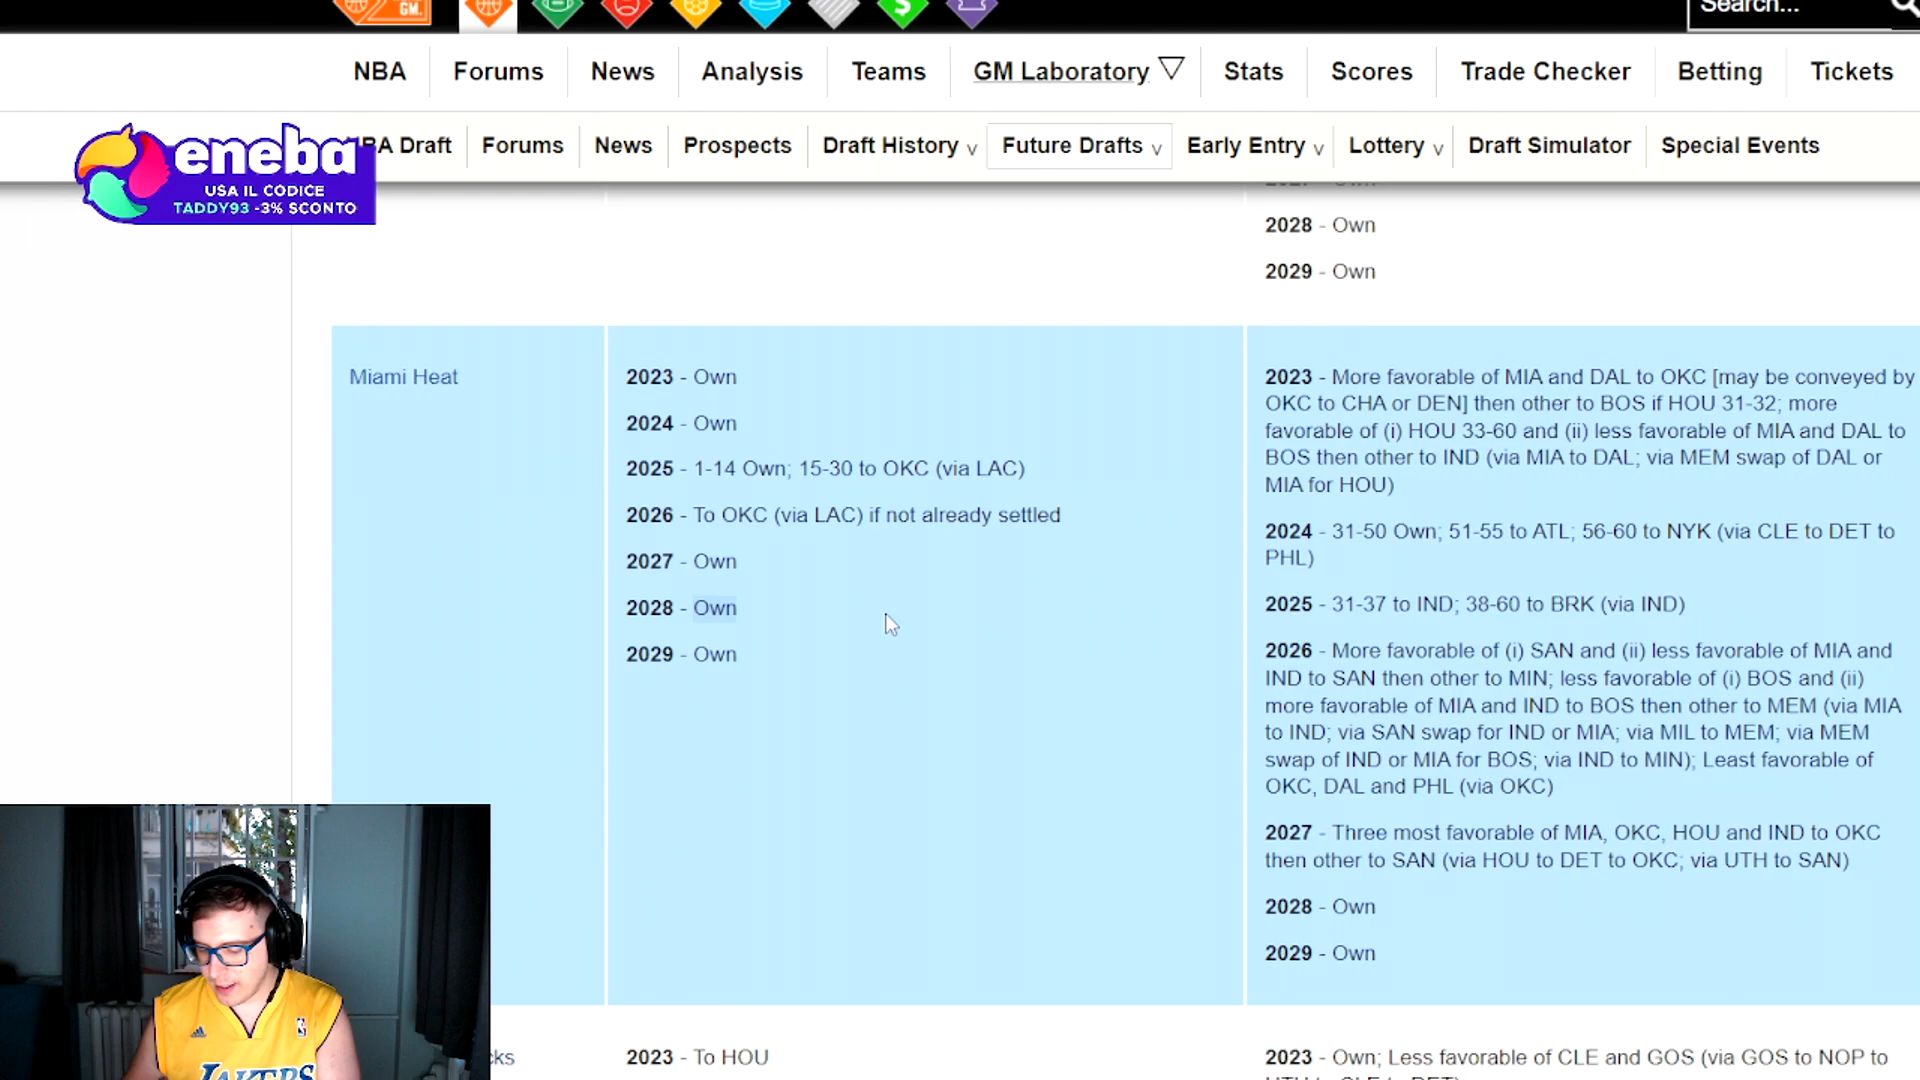 GM.
Search...
NBA
Forums
News
Analysis
Teams
GM Laboratory
Stats
Scores
Trade Checker
Betting
Tickets
eneba
USA IL CODICE
TADDY93 -3% SCONTO
BA Draft
Forums
News
Prospects
Draft History v
Future Drafts v
Early Entry v
Lottery v
Draft Simulator
Special Events
2028 - Own
2029 - Own
Miami Heat
2023 - Own
2024 - Own
2025 - 1-14 Own; 15-30 to OKC (via LAC)
2026 - To OKC (via LAC) if not already settled
2027 - Own
2028 - Own
2029 - Own
2023 - More favorable of MIA and DAL to OKC [may be conveyed by
OKC to CHA or DEN] then other to BOS if HOU 31-32; more
favorable of (i) HOU 33-60 and (ii) less favorable of MIA and DAL to
BOS then other to IND (via MIA to DAL; via MEM swap of DAL or
MIA for HOU)
2024 - 31-50 Own; 51-55 to ATL; 56-60 to NYK (via CLE to DET to
PHL)
2025 - 31-37 to IND; 38-60 to BRK (via IND)
2026 - More favorable of (i) SAN and (ii) less favorable of MIA and
IND to SAN then other to MIN; less favorable of (i) BOS and (ii)
more favorable of MIA and IND to BOS then other to MEM (via MIA
to IND; via SAN swap for IND or MIA; via MIL to MEM; via MEM
swap of IND or MIA for BOS; via IND to MIN); Least favorable of
OKC, DAL and PHL (via OKC)
2027 - Three most favorable of MIA, OKC, HOU and IND to OKC
then other to SAN (via HOU to DET to OKC; via UTH to SAN)
2028 - Own
2029 - Own
cks
2023 - To HOU
2023 - Own; Less favorable of CLE and GOS (via GOS to NOP to
LAKERS